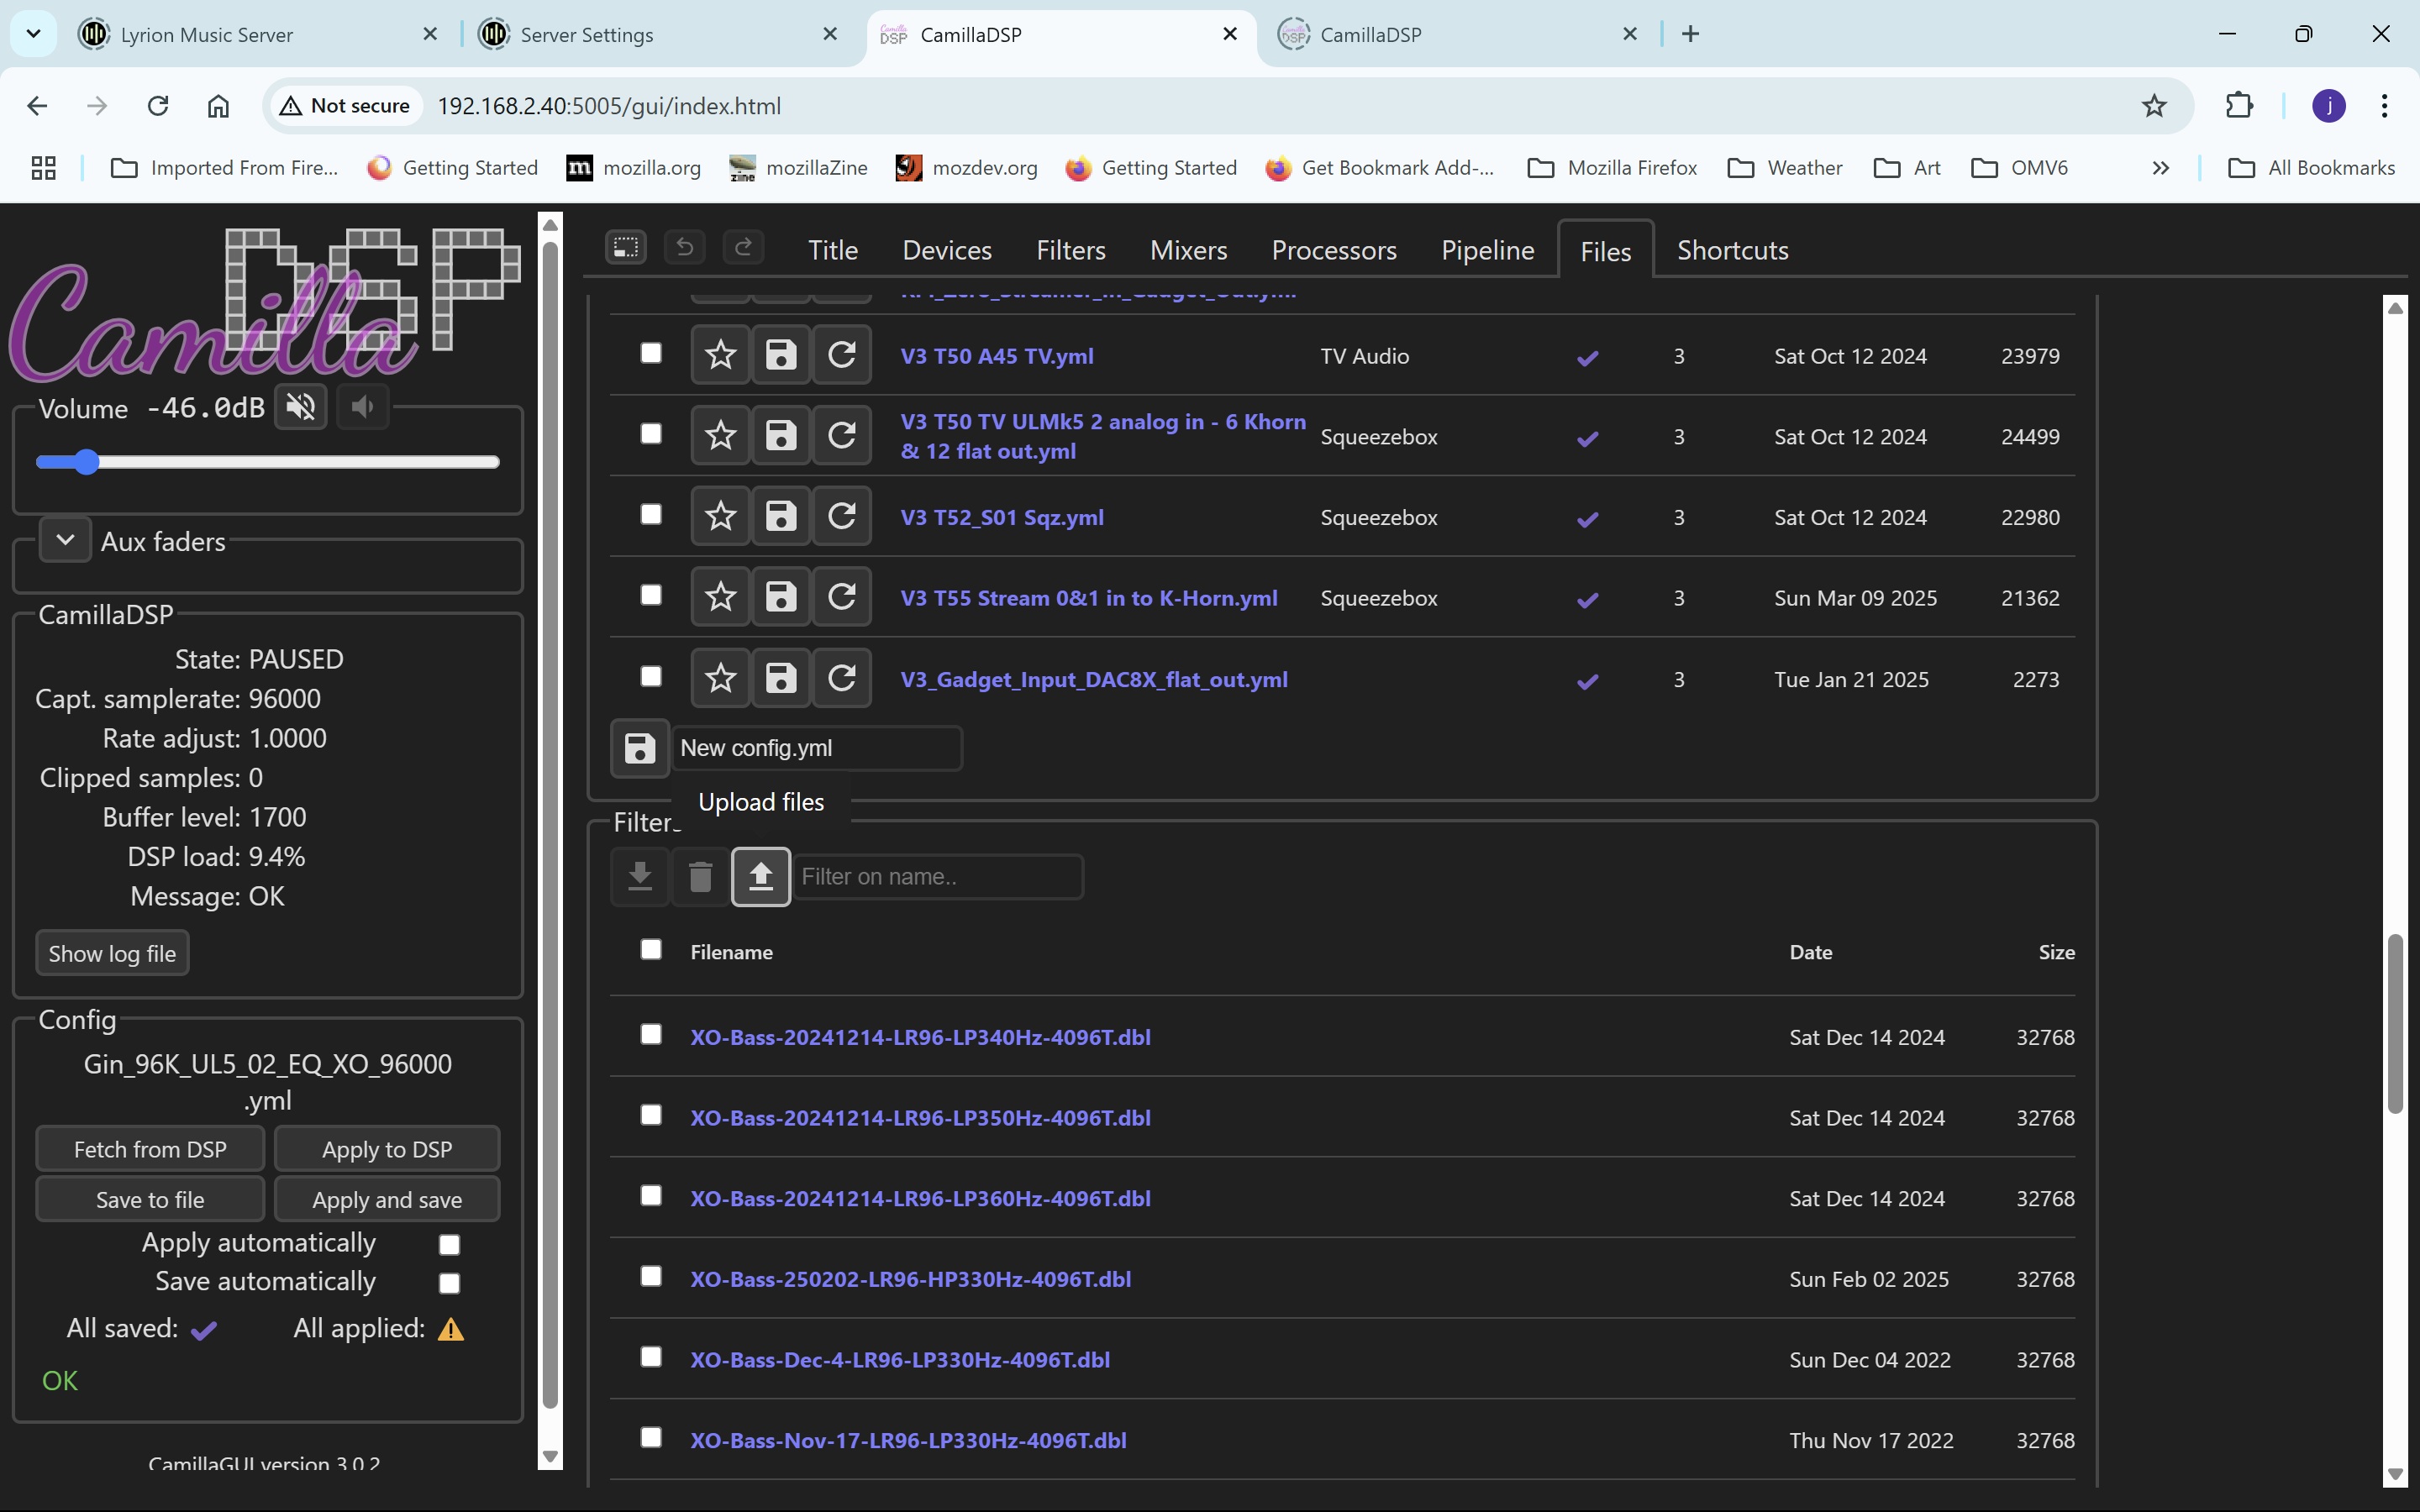 Lyrion Music Server
Server Settings
CamillaDSP
CamillaDSP
Not secure
192.168.2.40:5005/gui/index.html
j
Imported From Fire...
Getting Started
mozilla.org
mozillaZine
mozdev.org
Getting Started
Get Bookmark Add-...
Mozilla Firefox
Weather
Art
OMV6
All Bookmarks
Camilla DSP
Title
Devices
Filters
Mixers
Processors
Pipeline
Files
Shortcuts
Volume -46.0dB
Aux faders
CamillaDSP
State: PAUSED
Capt. samplerate: 96000
Rate adjust: 1.0000
Clipped samples: 0
Buffer level: 1700
DSP load: 9.4%
Message: OK
Show log file
Config
Gin_96K_UL5_02_EQ_XO_96000
.yml
Fetch from DSP
Apply to DSP
Save to file
Apply and save
Apply automatically
Save automatically
All saved:
All applied:
OK
CamillaGUI version 3.0.2
V3 T50 A45 TV.yml TV Audio 3 Sat Oct 12 2024 23979
V3 T50 TV ULMk5 2 analog in - 6 Khorn
& 12 flat out.yml Squeezebox 3 Sat Oct 12 2024 24499
V3 T52_S01 Sqz.yml Squeezebox 3 Sat Oct 12 2024 22980
V3 T55 Stream 0&1 in to K-Horn.yml Squeezebox 3 Sun Mar 09 2025 21362
V3_Gadget_Input_DAC8X_flat_out.yml 3 Tue Jan 21 2025 2273
New config.yml
Upload files
Filters
Filter on name..
Filename Date Size
XO-Bass-20241214-LR96-LP340Hz-4096T.dbl Sat Dec 14 2024 32768
XO-Bass-20241214-LR96-LP350Hz-4096T.dbl Sat Dec 14 2024 32768
XO-Bass-20241214-LR96-LP360Hz-4096T.dbl Sat Dec 14 2024 32768
XO-Bass-250202-LR96-HP330Hz-4096T.dbl Sun Feb 02 2025 32768
XO-Bass-Dec-4-LR96-LP330Hz-4096T.dbl Sun Dec 04 2022 32768
XO-Bass-Nov-17-LR96-LP330Hz-4096T.dbl Thu Nov 17 2022 32768